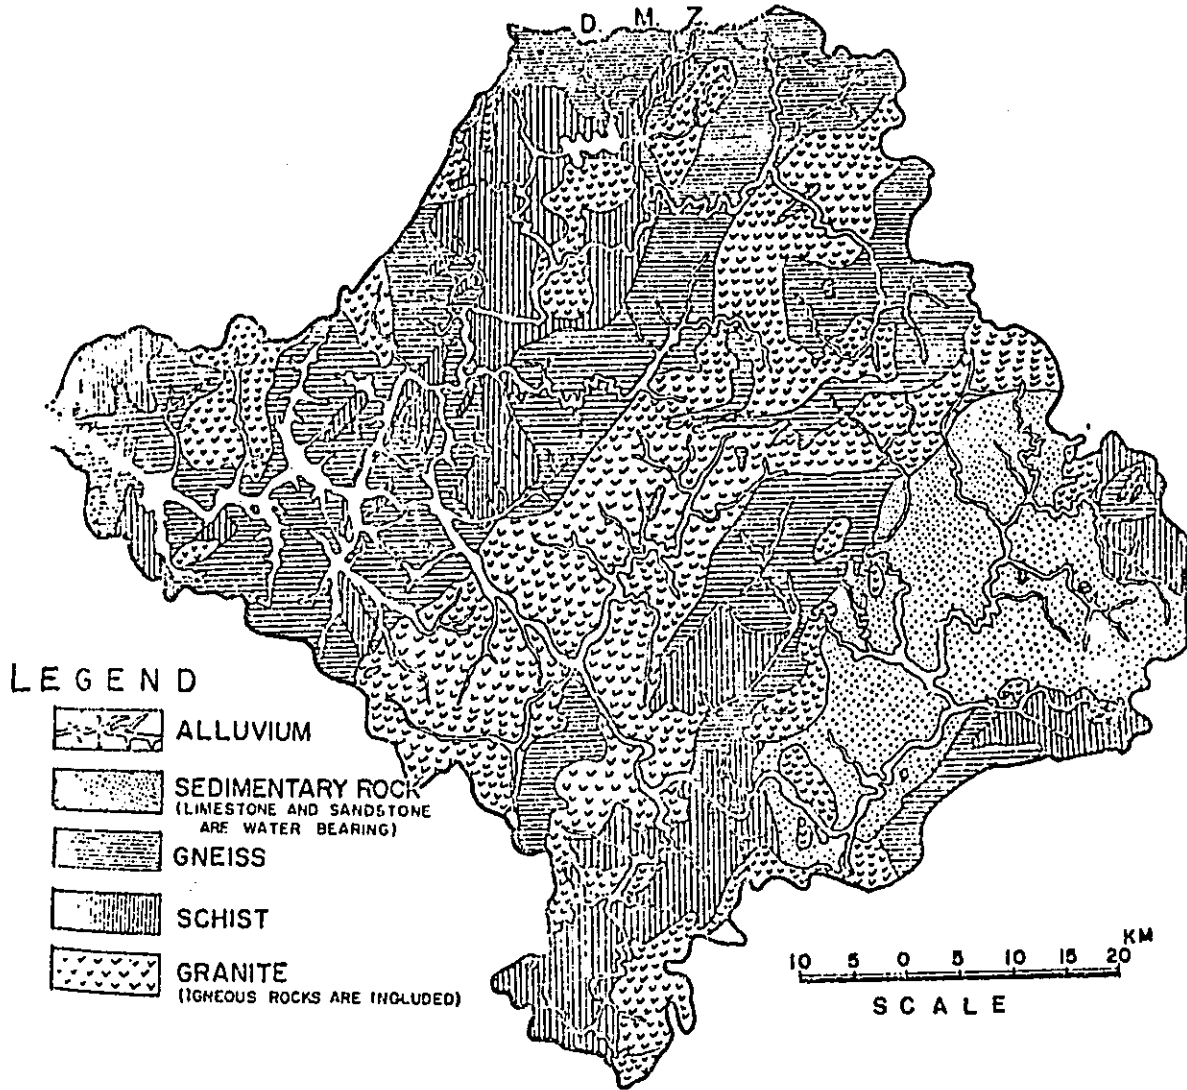 D. M. Z.
LEGEND
ALLUVIUM
SEDIMENTARY ROCK
(LIMESTONE AND SANDSTONE
ARE WATER BEARING)
GNEISS
SCHIST
GRANITE
(IGNEOUS ROCKS ARE INCLUDED)
10 5 0 5 10 15 20 KM
SCALE